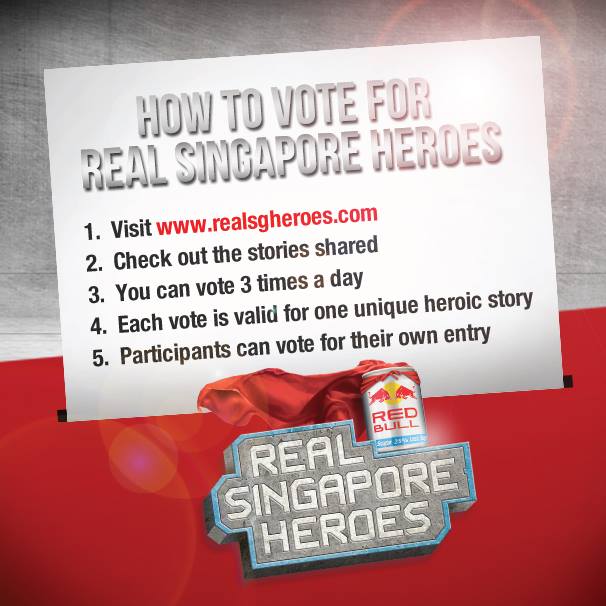 HOW TO VOTE FOR
REAL SINGAPORE HEROES
1. Visit www.realsgheroes.com
2. Check out the stories shared
3. You can vote 3 times a day
4. Each vote is valid for one unique heroic story
5. Participants can vote for their own entry
RED
BULL
REAL
SINGAPORE
HEROES